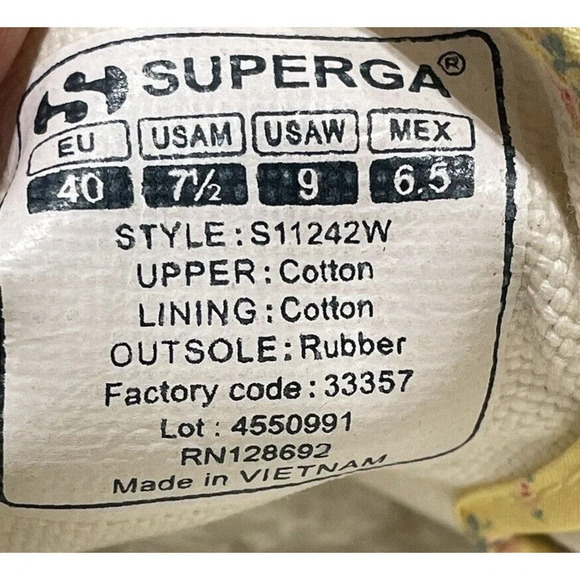 SUPERGA®
EU USAM USAW MEX
40 7½ 9 6.5
STYLE: S11242W
UPPER: Cotton
LINING: Cotton
OUTSOLE: Rubber
Factory code: 33357
Lot: 4550991
RN128692
Made in VIETNAM